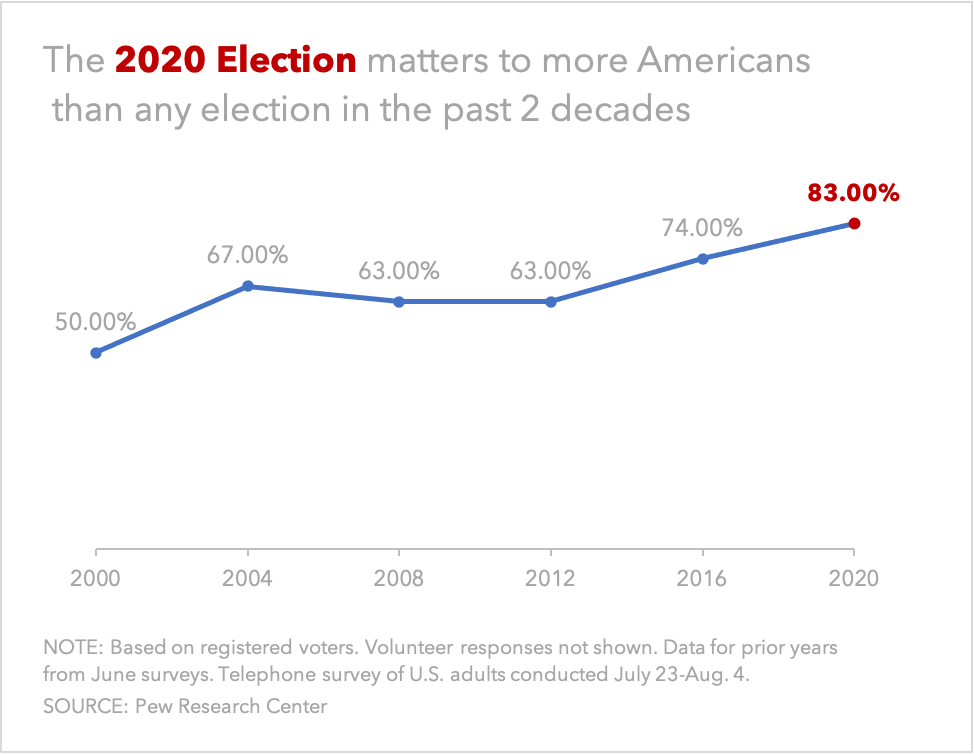 The 2020 Election matters to more Americans
than any election in the past 2 decades
83.00%
74.00%
67.00%
63.00%
63.00%
50.00%
2000
2004
2008
2012
2016
2020
NOTE: Based on registered voters. Volunteer responses not shown. Data for prior years
from June surveys. Telephone survey of U.S. adults conducted July 23-Aug. 4.
SOURCE: Pew Research Center